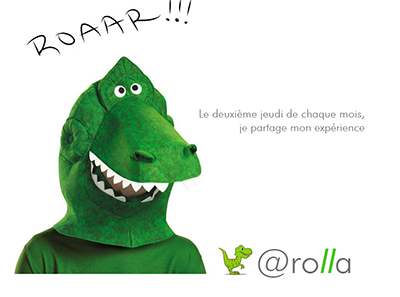 ROAAR!!!
Le deuxième jeudi de chaque mois,
je partage mon expérience
@rolla